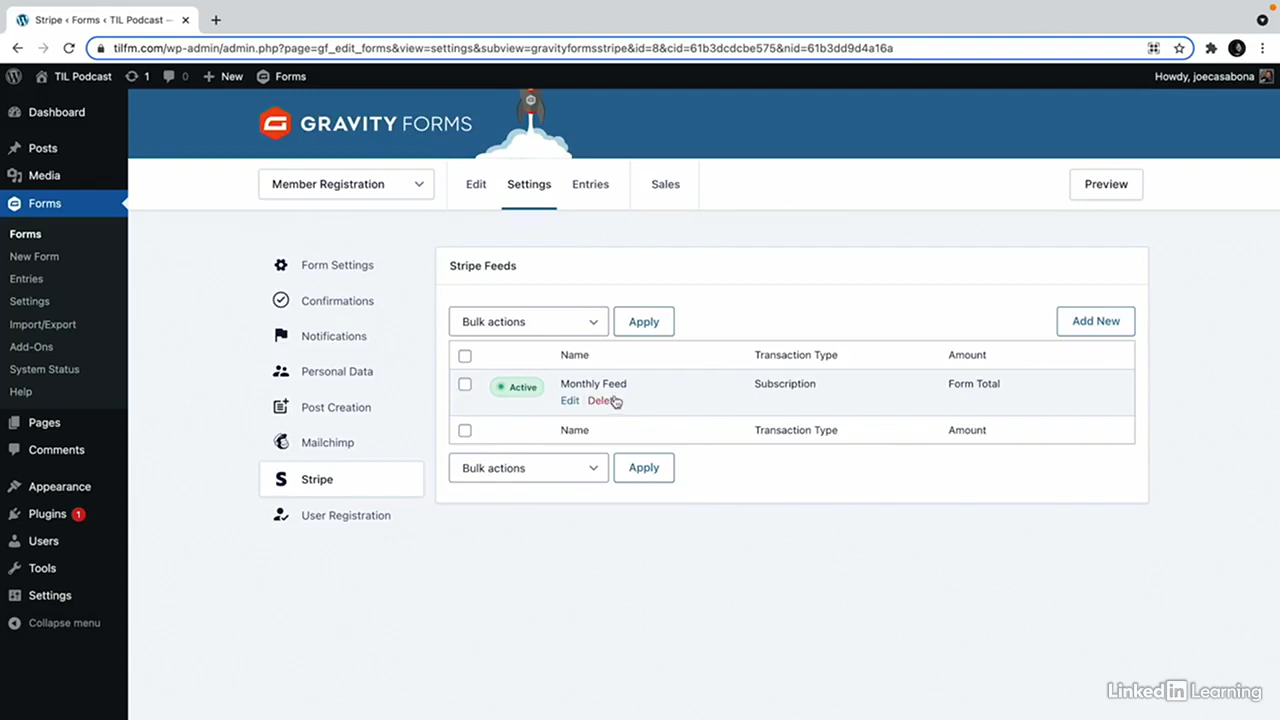 Stripe ‹ Forms ‹ TIL Podcast —
tilfm.com/wp-admin/admin.php?page=gf_edit_forms&view=settings&subview=gravityformsstripe&id=8&cid=61b3dcdcbe575&nid=61b3dd9d4a16a
TIL Podcast 1 0 New Forms Howdy, joecasabona
Dashboard
Posts
Media
Forms
Forms
New Form
Entries
Settings
Import/Export
Add-Ons
System Status
Help
Pages
Comments
Appearance
Plugins 1
Users
Tools
Settings
Collapse menu
GRAVITY FORMS
Member Registration Edit Settings Entries Sales Preview
Form Settings
Confirmations
Notifications
Personal Data
Post Creation
Mailchimp
Stripe
User Registration
Stripe Feeds
Bulk actions Apply Add New
Name Transaction Type Amount
Active Monthly Feed Subscription Form Total
Edit | Delete
Name Transaction Type Amount
Bulk actions Apply
Linked in Learning